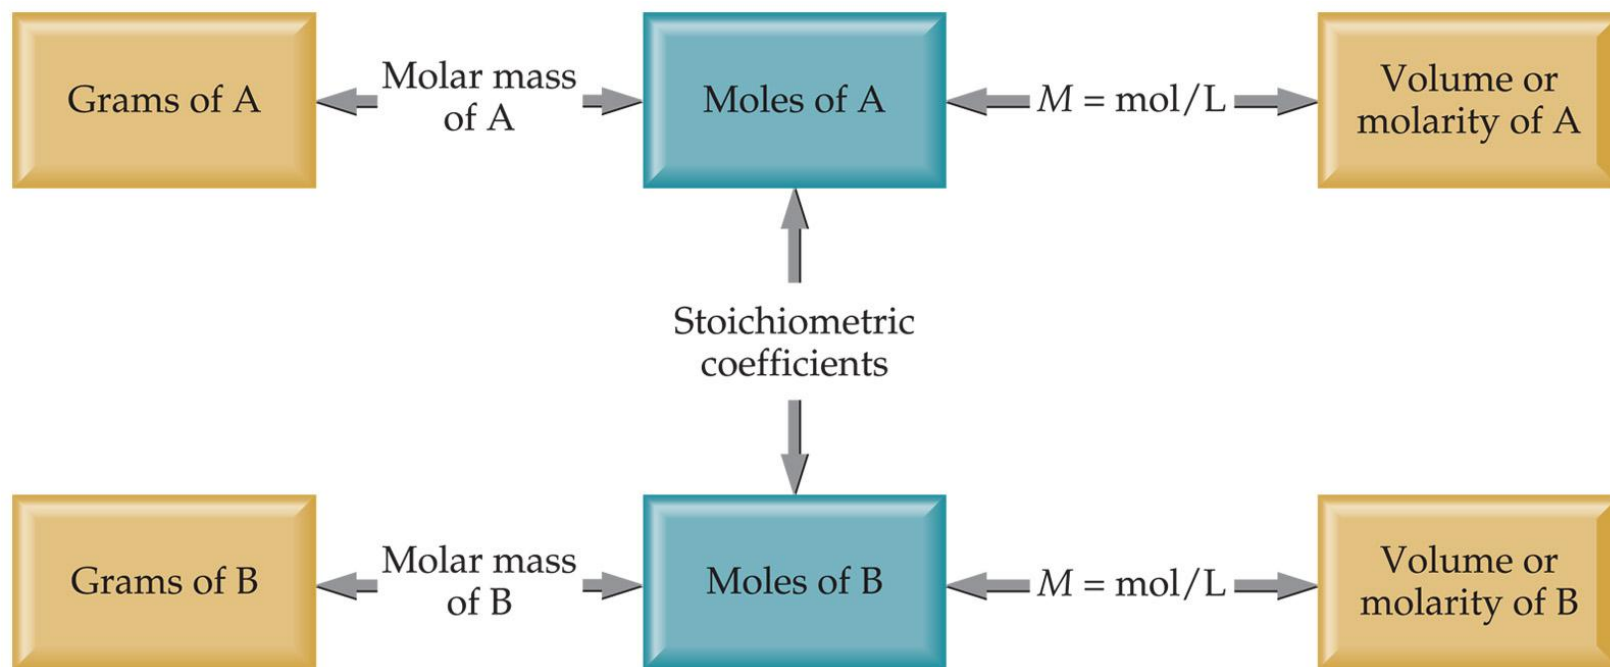 Grams of A
Molar mass
of A
Moles of A
M = mol/L
Volume or
molarity of A
Stoichiometric
coefficients
Grams of B
Molar mass
of B
Moles of B
M = mol/L
Volume or
molarity of B